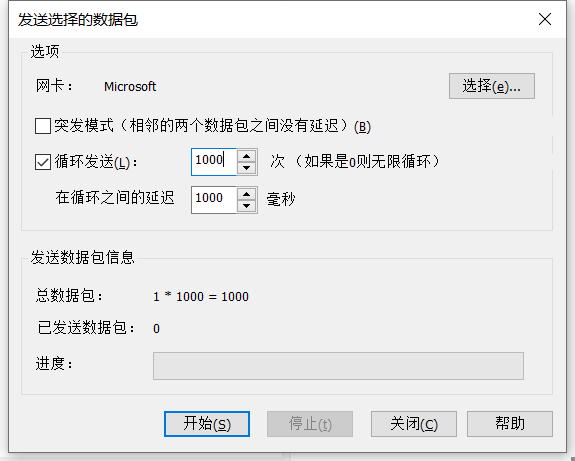 发送选择的数据包
选项
网卡： Microsoft 选择(e)...
突发模式（相邻的两个数据包之间没有延迟）(B)
循环发送(L)： 1000 次 （如果是0则无限循环）
在循环之间的延迟 1000 毫秒
发送数据包信息
总数据包： 1 * 1000 = 1000
已发送数据包： 0
进度：
开始(S) 停止(t) 关闭(C) 帮助